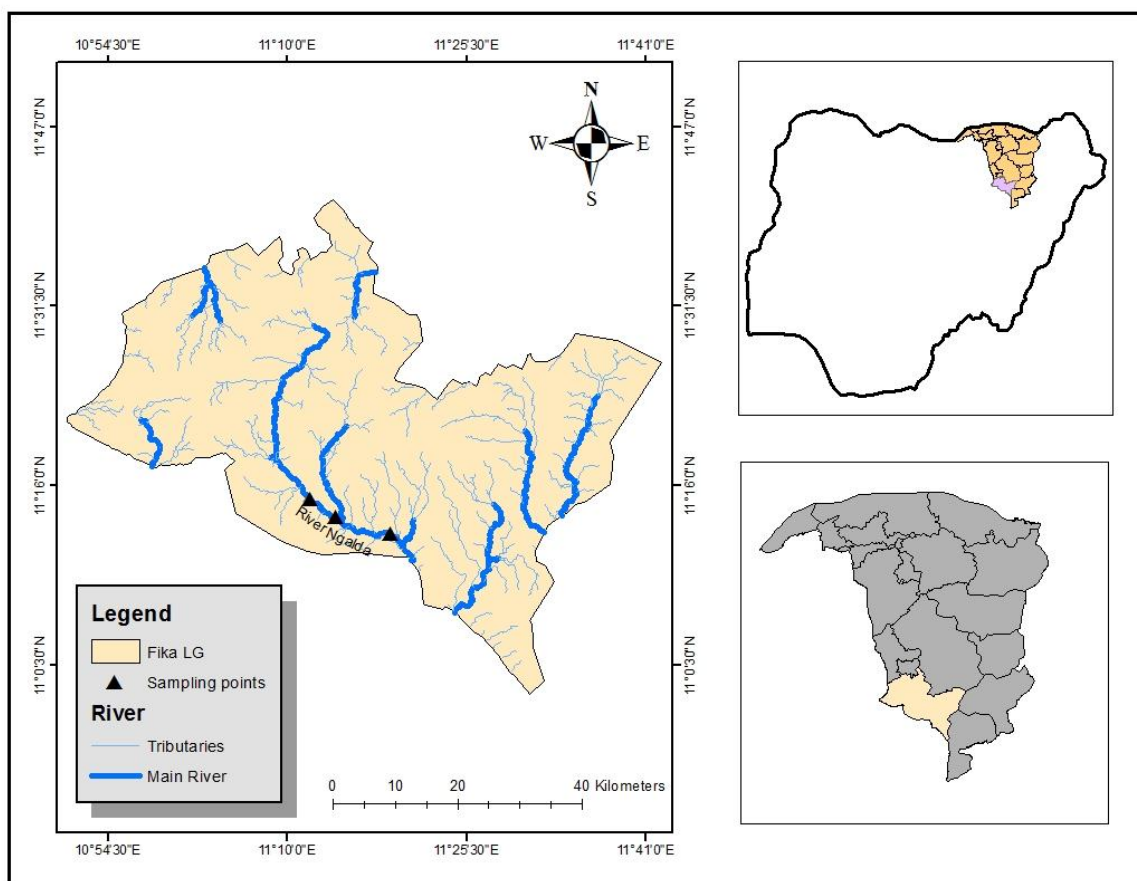 10°54'30"E 11°10'0"E 11°25'30"E 11°41'0"E
11°47'0"N 11°47'0"N
N
W E
S
11°31'30"N 11°31'30"N
11°16'0"N 11°16'0"N
River Ngalda
11°0'30"N 11°0'30"N
Legend
Fika LG
Sampling points
River
Tributaries
Main River
0 10 20 40 Kilometers
10°54'30"E 11°10'0"E 11°25'30"E 11°41'0"E